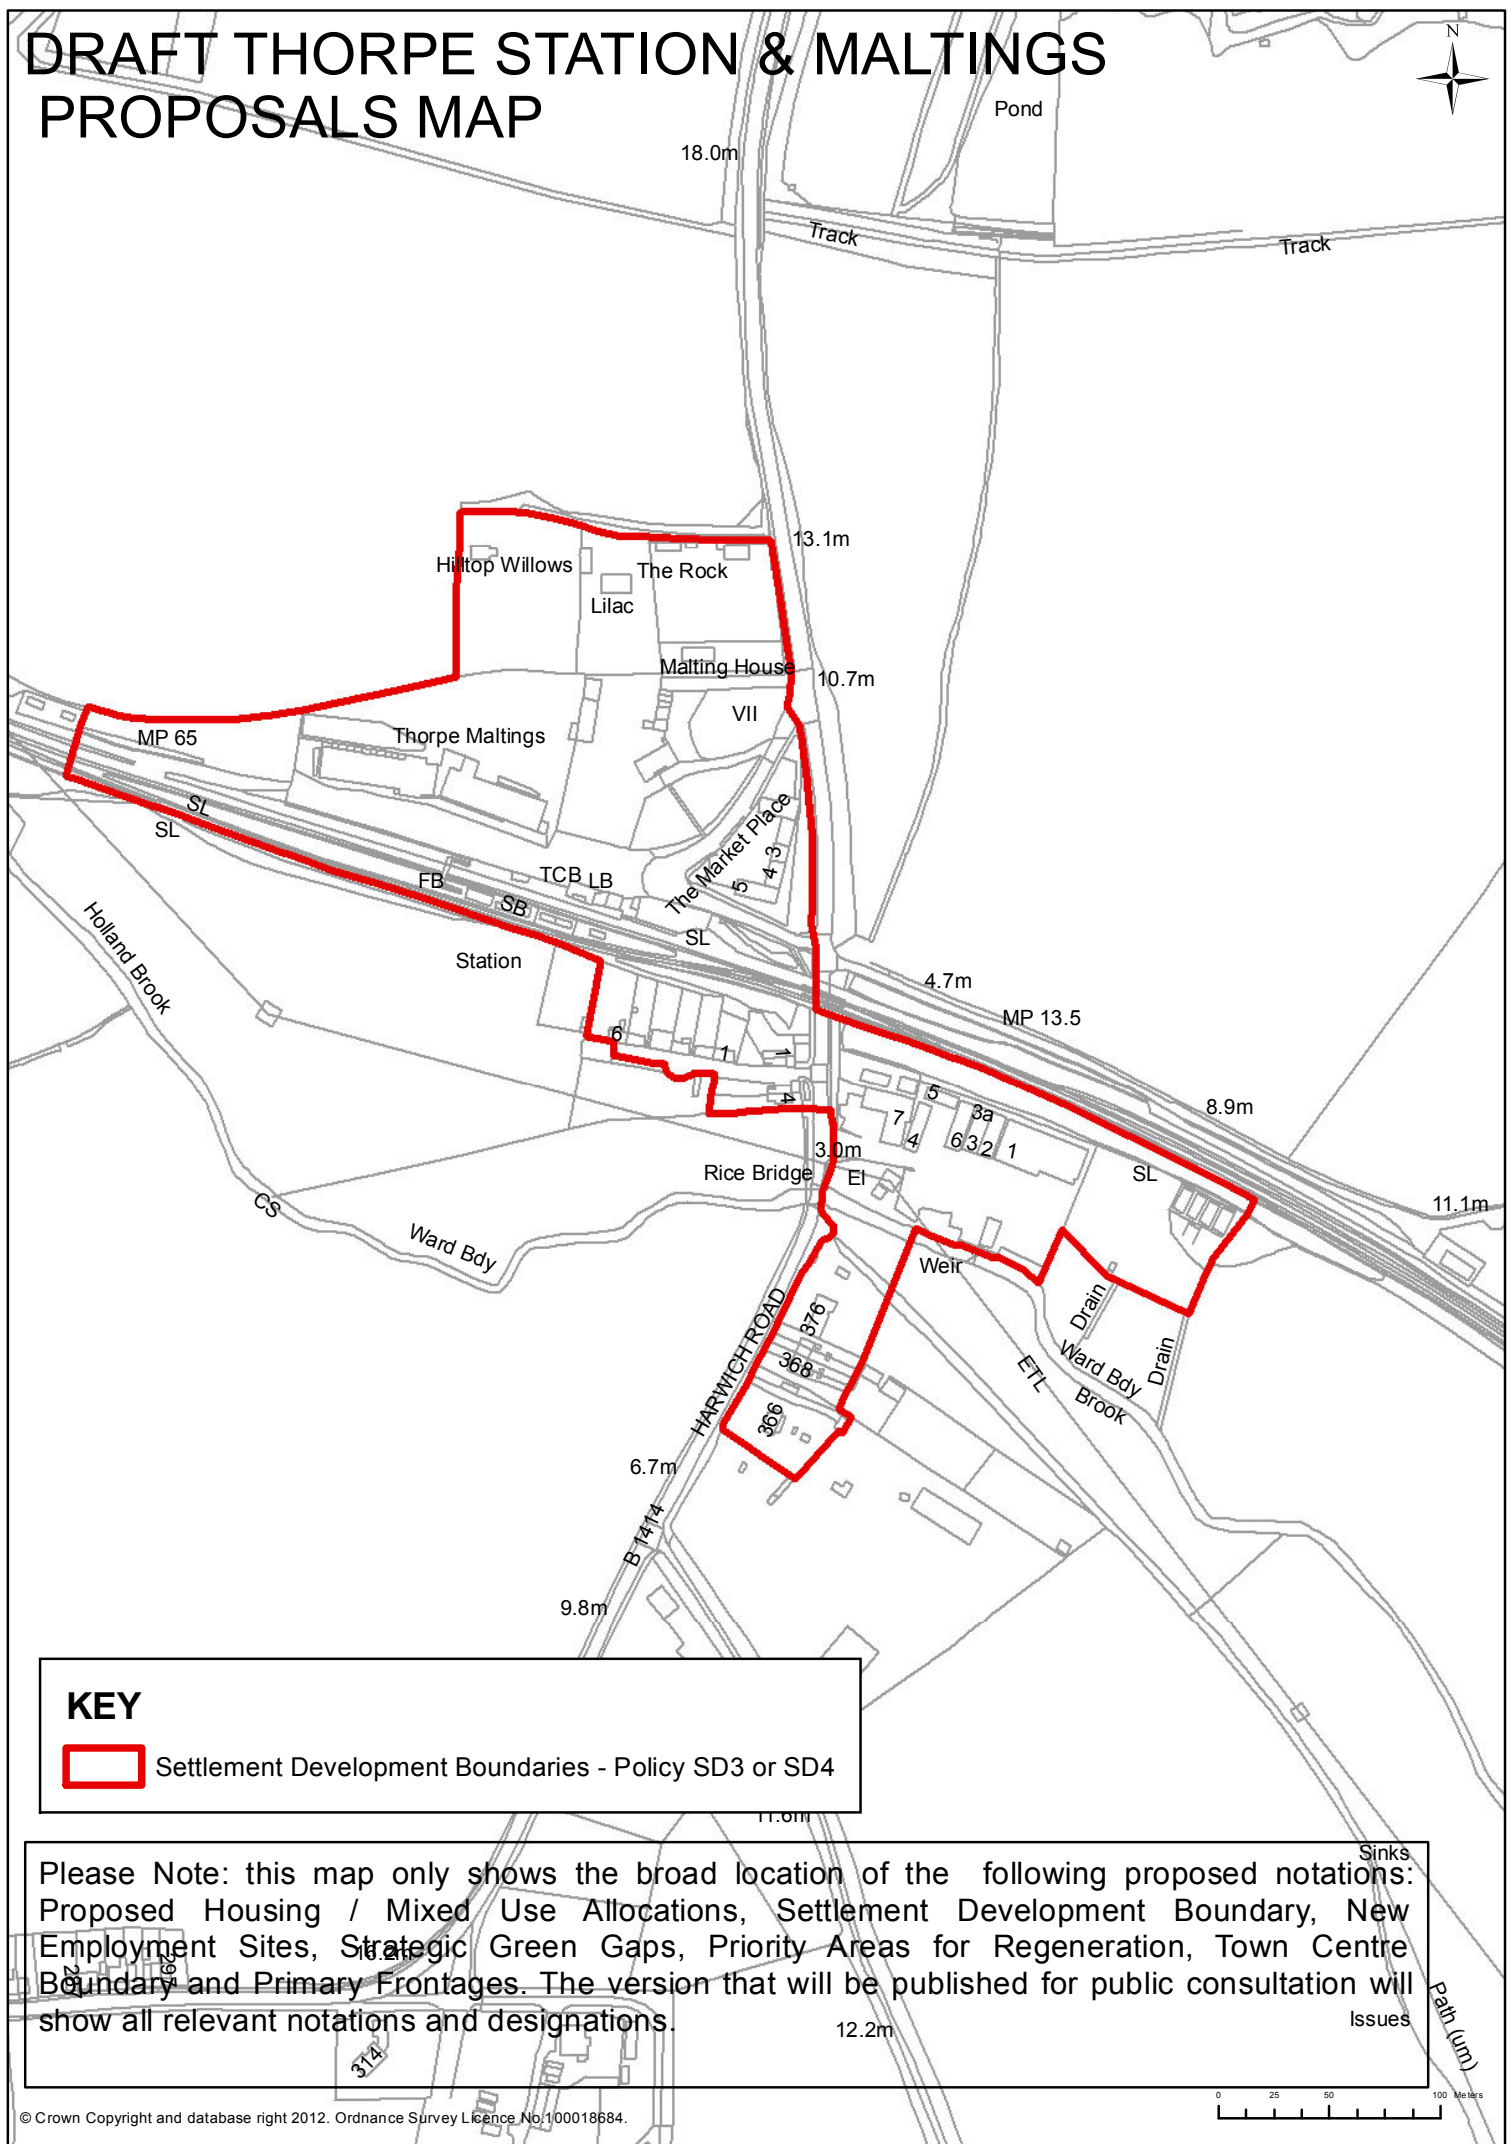 DRAFT THORPE STATION & MALTINGS
PROPOSALS MAP
N
Pond
18.0m
Track
Track
13.1m
Hilltop Willows
The Rock
Lilac
Malting House
10.7m
VII
MP 65
Thorpe Maltings
SL
SL
The Market Place
3
4
5
FB
TCB
LB
SB
SL
Station
Holland Brook
4.7m
MP 13.5
6
1
1
4
5
3a
8.9m
7
4
6
3
2
1
3.0m
Rice Bridge
El
SL
CS
11.1m
Ward Bdy
Weir
HARWICH ROAD
376
368
366
Drain
Drain
Ward Bdy
Brook
ETL
6.7m
B 1414
9.8m
KEY
Settlement Development Boundaries - Policy SD3 or SD4
11.6m
Sinks
Please Note: this map only shows the broad location of the following proposed notations:
Proposed Housing / Mixed Use Allocations, Settlement Development Boundary, New
Employment Sites, Strategic Green Gaps, Priority Areas for Regeneration, Town Centre
Boundary and Primary Frontages. The version that will be published for public consultation will
show all relevant notations and designations.
16.2m
297
Issues
12.2m
Path (um)
314
0 25 50 100 Meters
© Crown Copyright and database right 2012. Ordnance Survey Licence No.100018684.